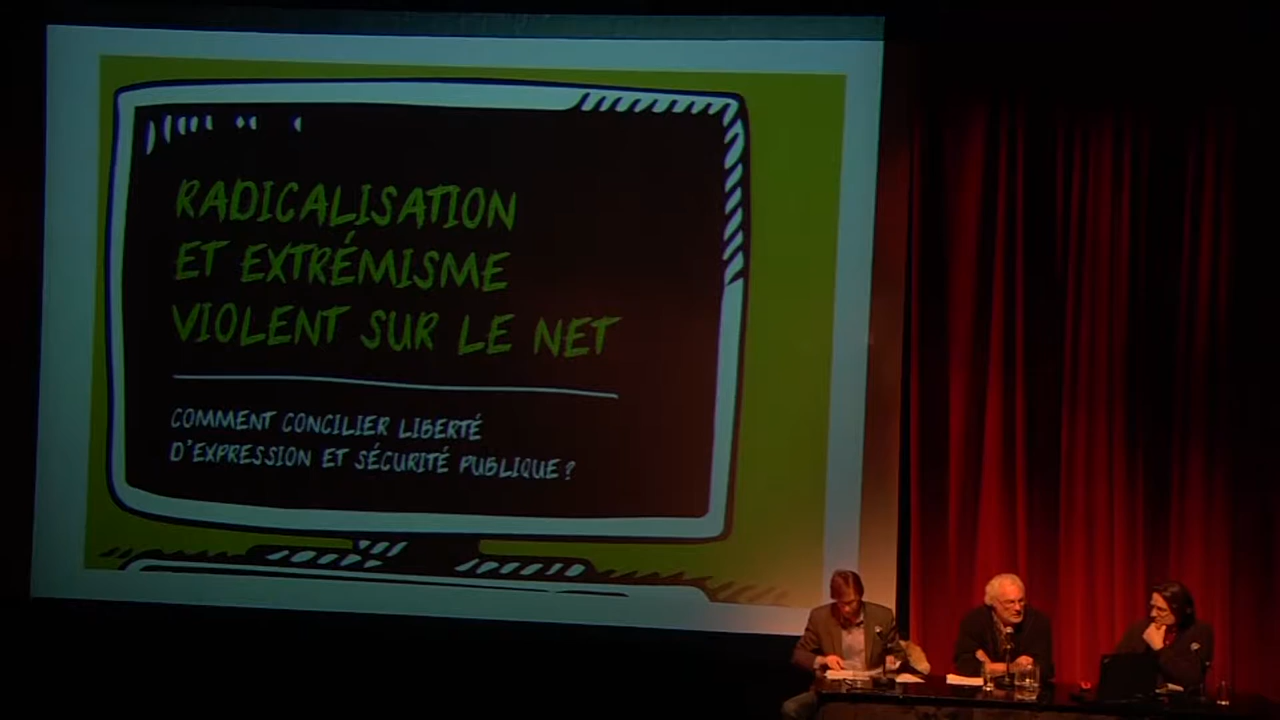 RADICALISATION
ET EXTRÉMISME
VIOLENT SUR LE NET
COMMENT CONCILIER LIBERTÉ
D'EXPRESSION ET SÉCURITÉ PUBLIQUE ?